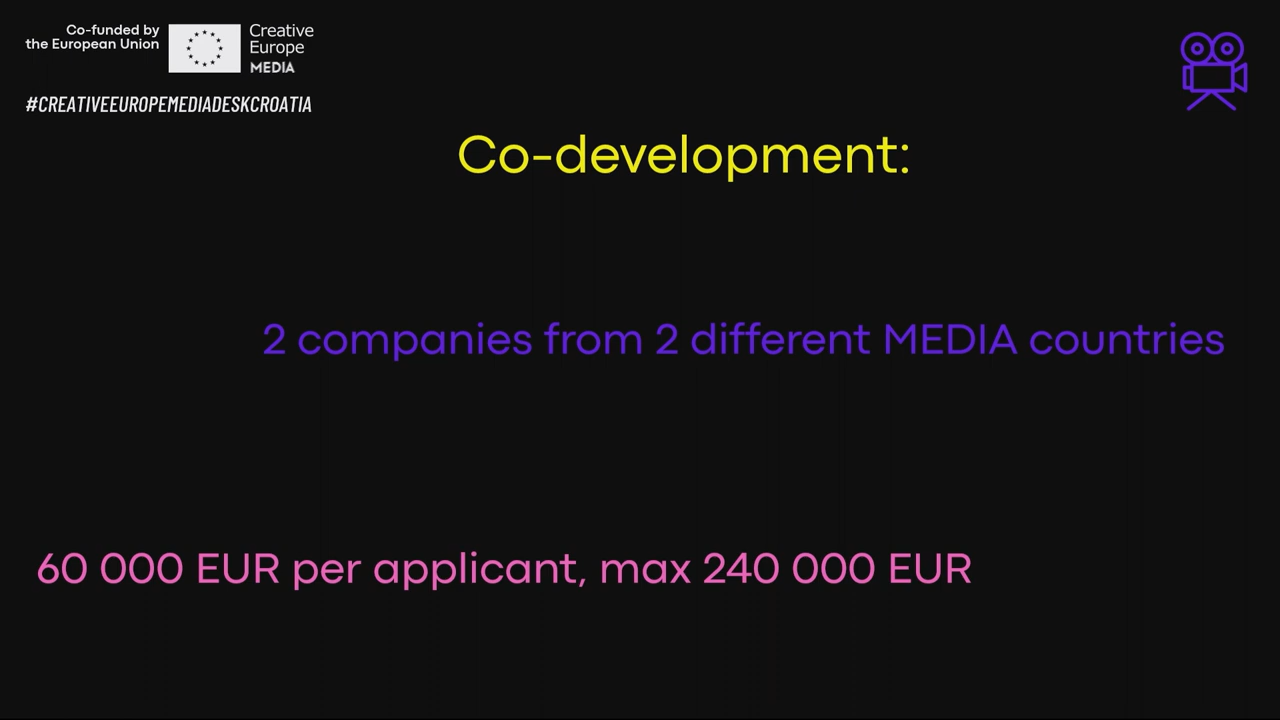 Co-funded by
the European Union
Creative
Europe
MEDIA
#CREATIVEEUROPEMEDIADESKCROATIA
Co-development:
2 companies from 2 different MEDIA countries
60 000 EUR per applicant, max 240 000 EUR